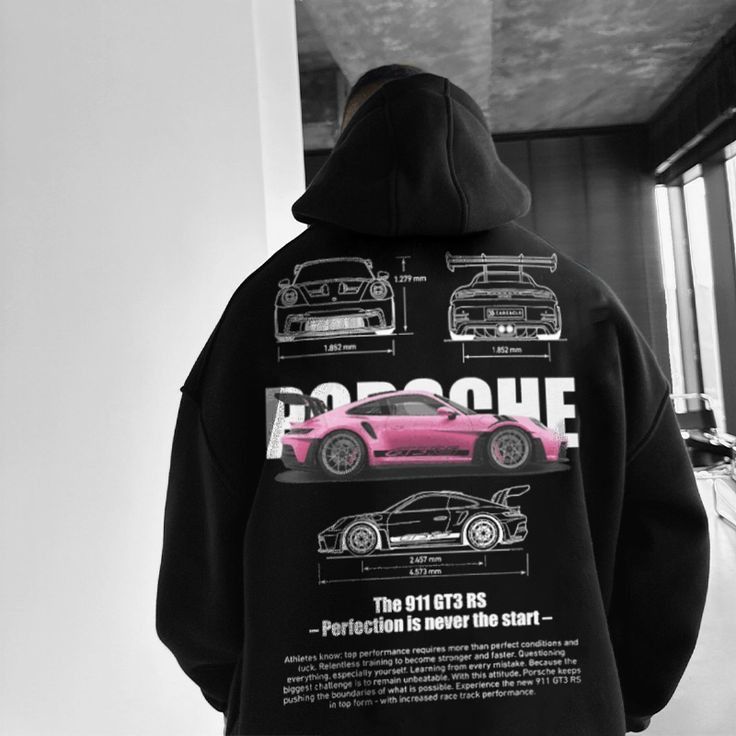 1.279 mm
1.852 mm
1.852 mm
PORSCHE
GT3 RS
GT3 RS
2.457 mm
4.573 mm
The 911 GT3 RS
– Perfection is never the start –
Athletes know: top performance requires more than perfect conditions and
luck. Relentless training to become stronger and faster. Questioning
everything, especially yourself. Learning from every mistake. Because the
biggest challenge is to remain unbeatable. With this attitude, Porsche keeps
pushing the boundaries of what is possible. Experience the new 911 GT3 RS
in top form - with increased race track performance.